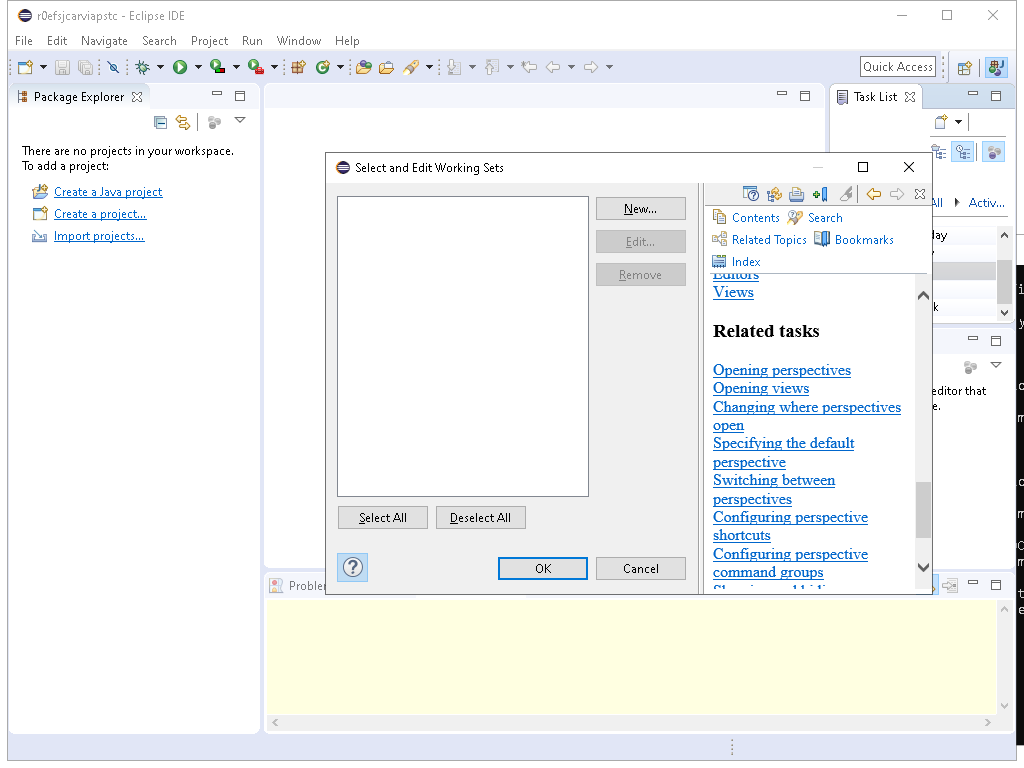 r0efsjcarviapstc - Eclipse IDE
File Edit Navigate Search Project Run Window Help
Quick Access
Package Explorer
Task List
There are no projects in your workspace.
To add a project:
Create a Java project
Create a project...
Import projects...
Select and Edit Working Sets
New...
Edit...
Remove
Select All
Deselect All
OK
Cancel
Contents
Search
Related Topics
Bookmarks
Index
Editors
Views
Related tasks
Opening perspectives
Opening views
Changing where perspectives
open
Specifying the default
perspective
Switching between
perspectives
Configuring perspective
shortcuts
Configuring perspective
command groups
All
Activ...
editor that